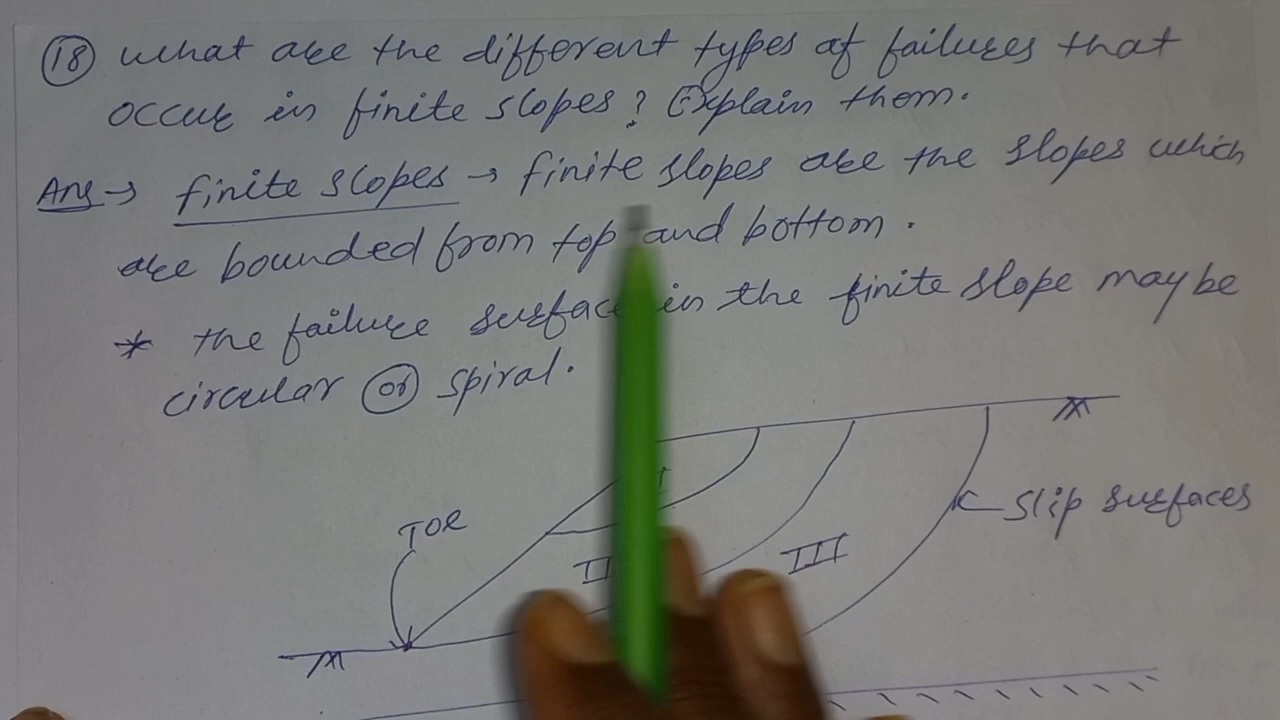 18 What are the different types of failures that
occur in finite slopes? Explain them.
Ans→ finite slopes → finite slopes are the slopes which
are bounded from top and bottom.
* the failure surface in the finite slope may be
circular or spiral.
I
TOE
slip surfaces
II
III